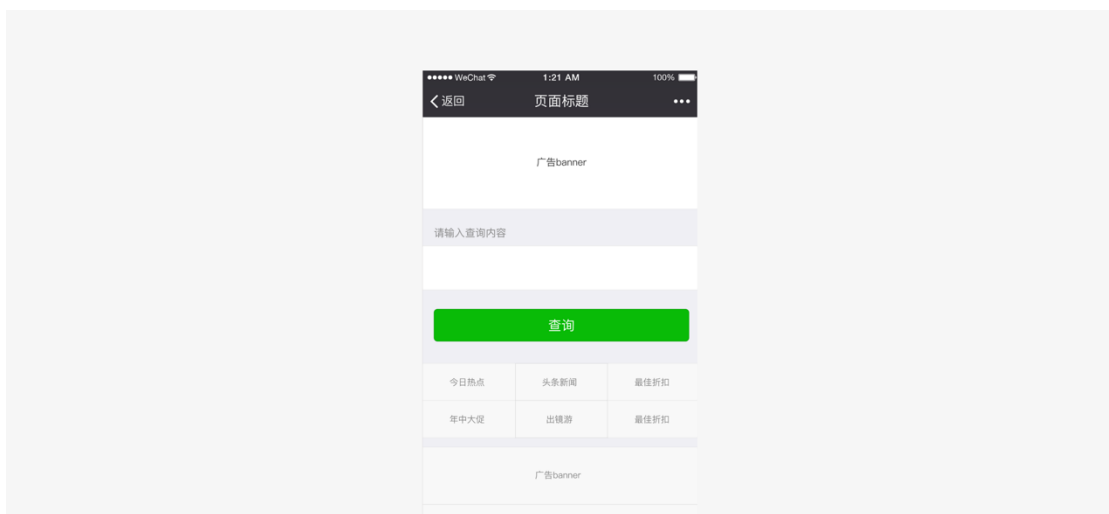 WeChat 1:21 AM 100%
返回 页面标题
广告banner
请输入查询内容
查询
今日热点 头条新闻 最佳折扣
年中大促 出镜游 最佳折扣
广告banner